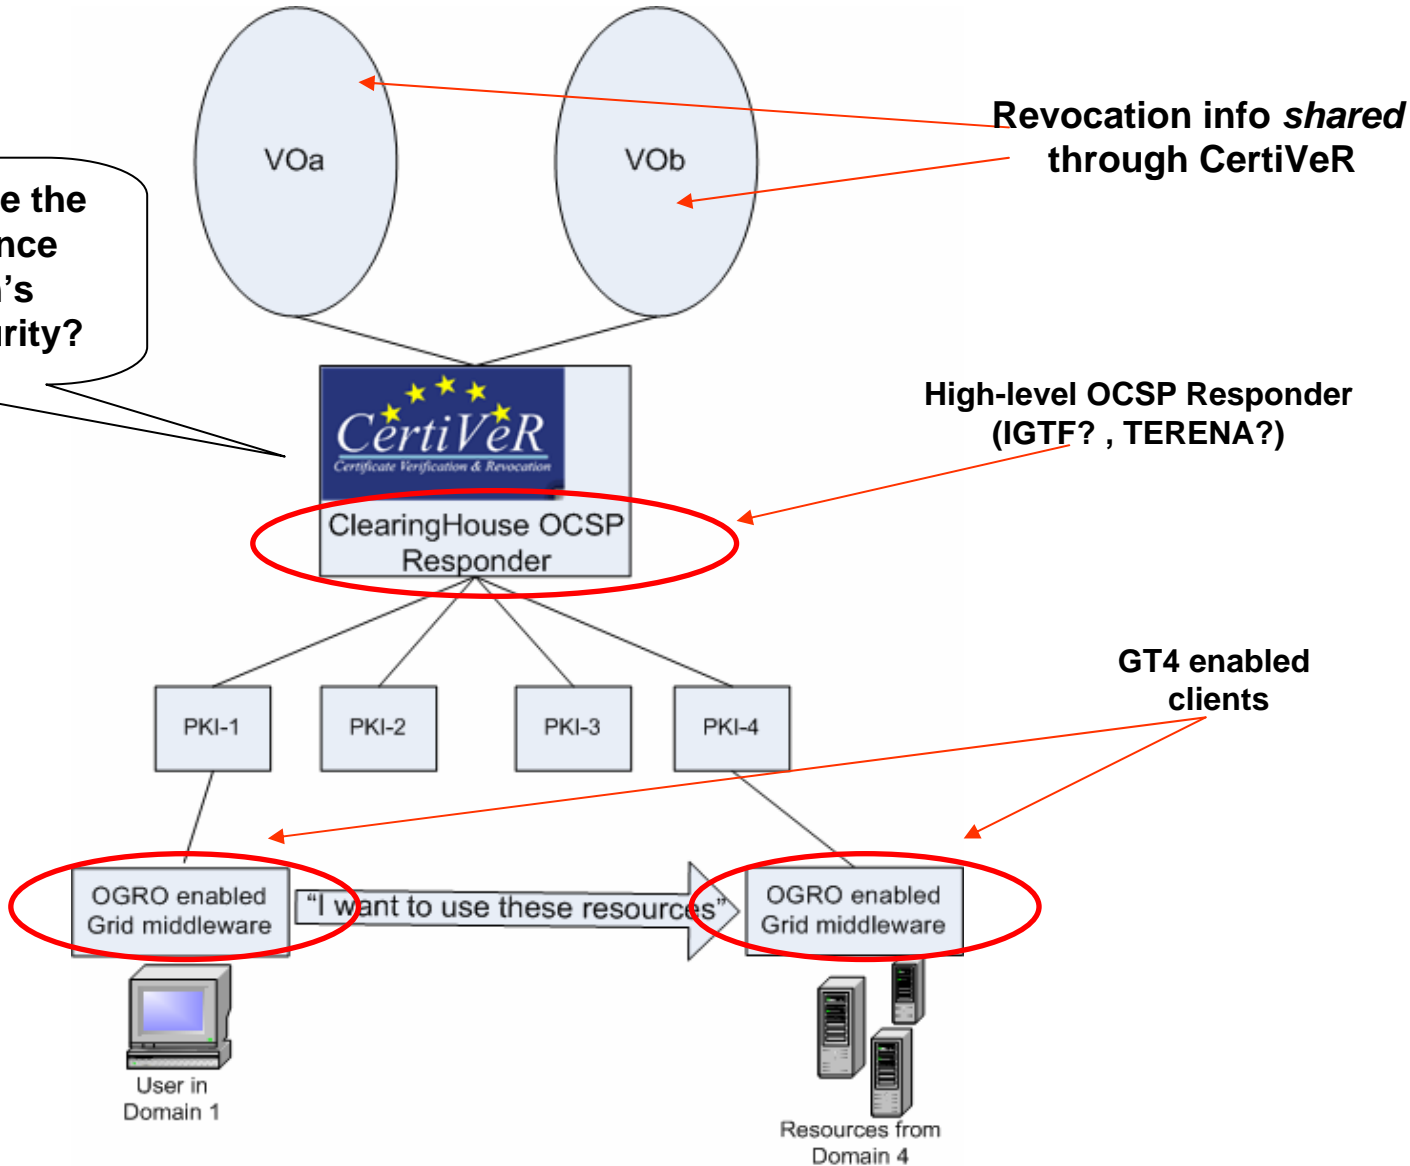 VOa
VOb
Revocation info shared
through CertiVeR
e the
nce
's
rity?
CertiVeR
Certificate Verification & Revocation
ClearingHouse OCSP
Responder
High-level OCSP Responder
(IGTF? , TERENA?)
PKI-1
PKI-2
PKI-3
PKI-4
GT4 enabled
clients
OGRO enabled
Grid middleware
"I want to use these resources"
OGRO enabled
Grid middleware
User in
Domain 1
Resources from
Domain 4